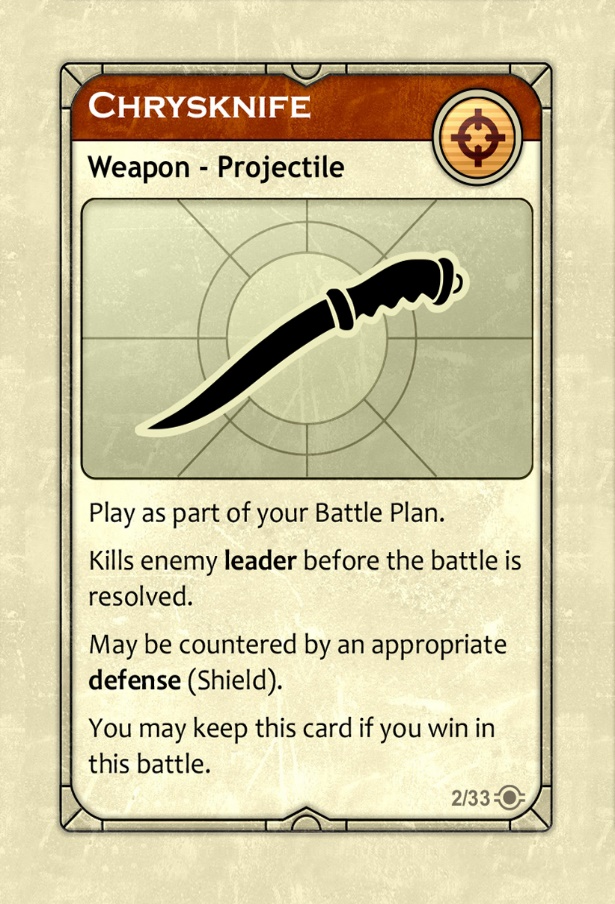 Chrysknife
Weapon - Projectile
Play as part of your Battle Plan.
Kills enemy leader before the battle is
resolved.
May be countered by an appropriate
defense (Shield).
You may keep this card if you win in
this battle.
2/33